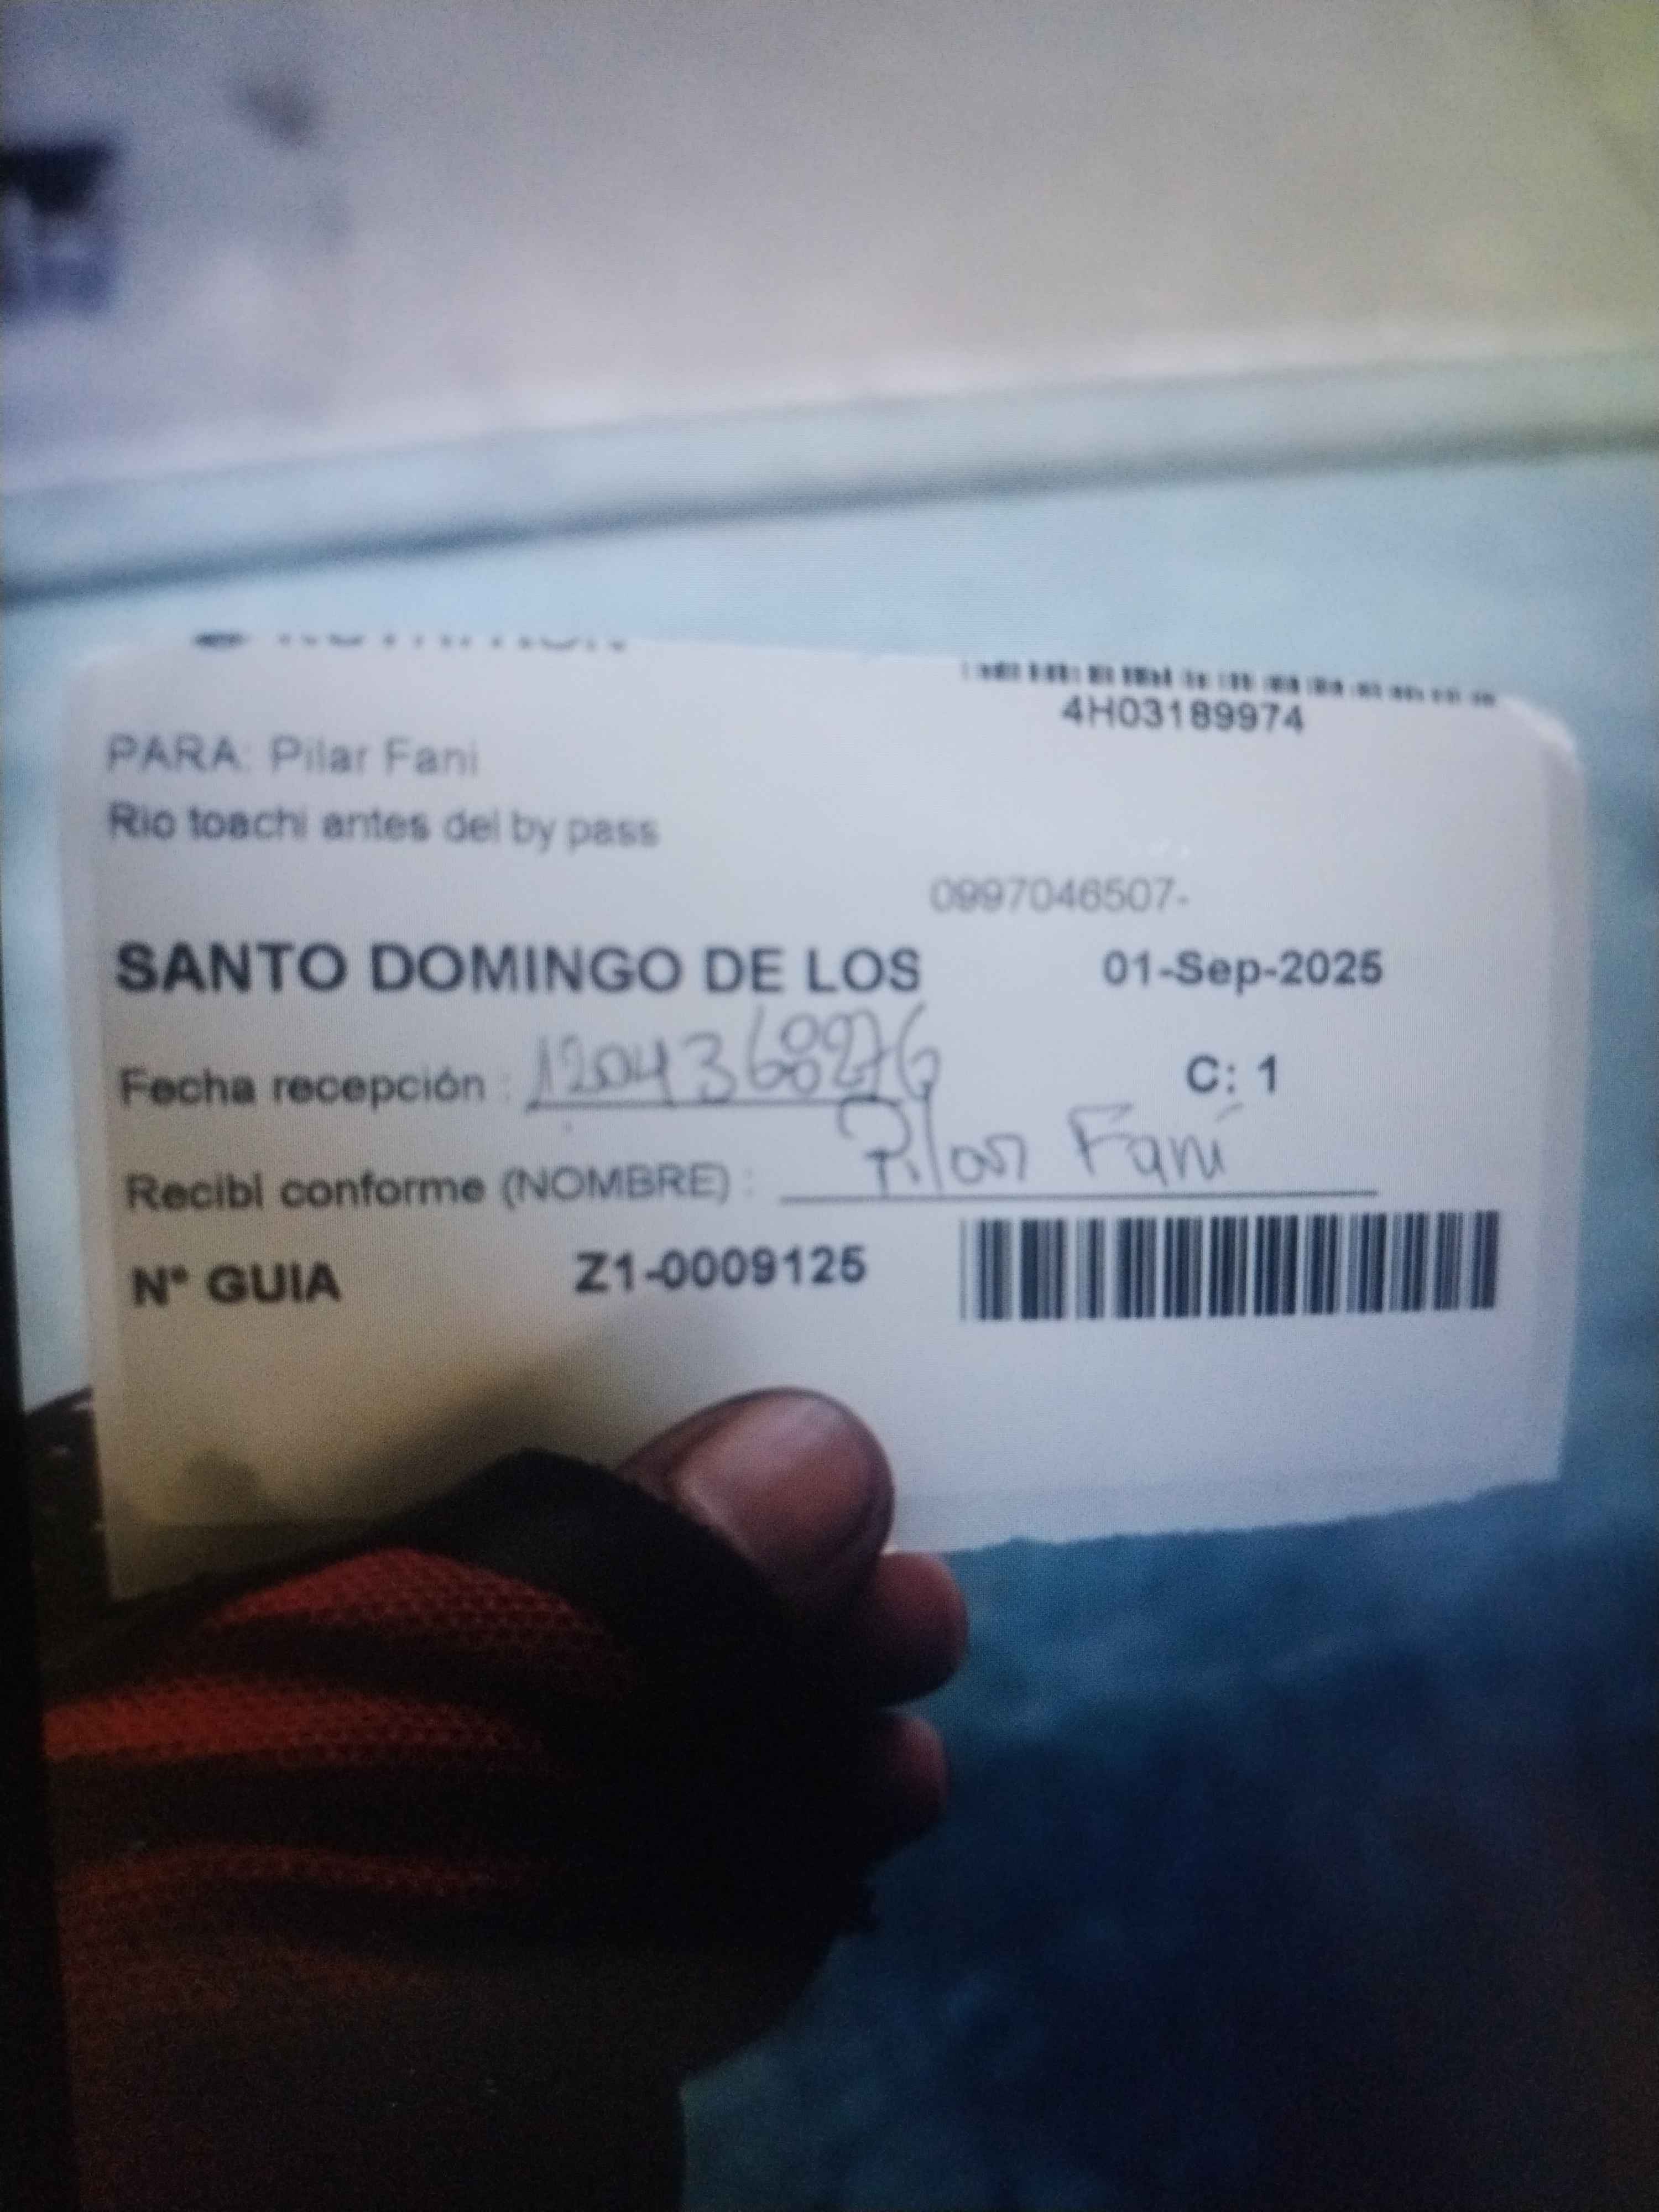 4H03189974
PARA: Pilar Fani
Rio toachi antes del by pass
0997046507-
SANTO DOMINGO DE LOS 01-Sep-2025
Fecha recepción : C: 1
Recibí conforme (NOMBRE) : Pilar Fani
N° GUIA Z1-0009125